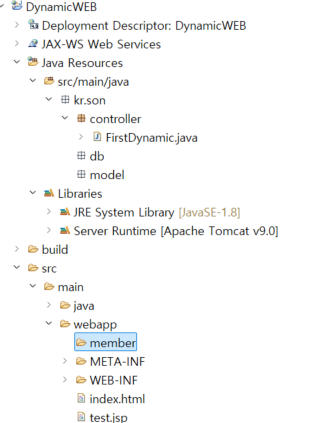 DynamicWEB
Deployment Descriptor: DynamicWEB
JAX-WS Web Services
Java Resources
src/main/java
kr.son
controller
FirstDynamic.java
db
model
Libraries
JRE System Library [JavaSE-1.8]
Server Runtime [Apache Tomcat v9.0]
build
src
main
java
webapp
member
META-INF
WEB-INF
index.html
test.jsp